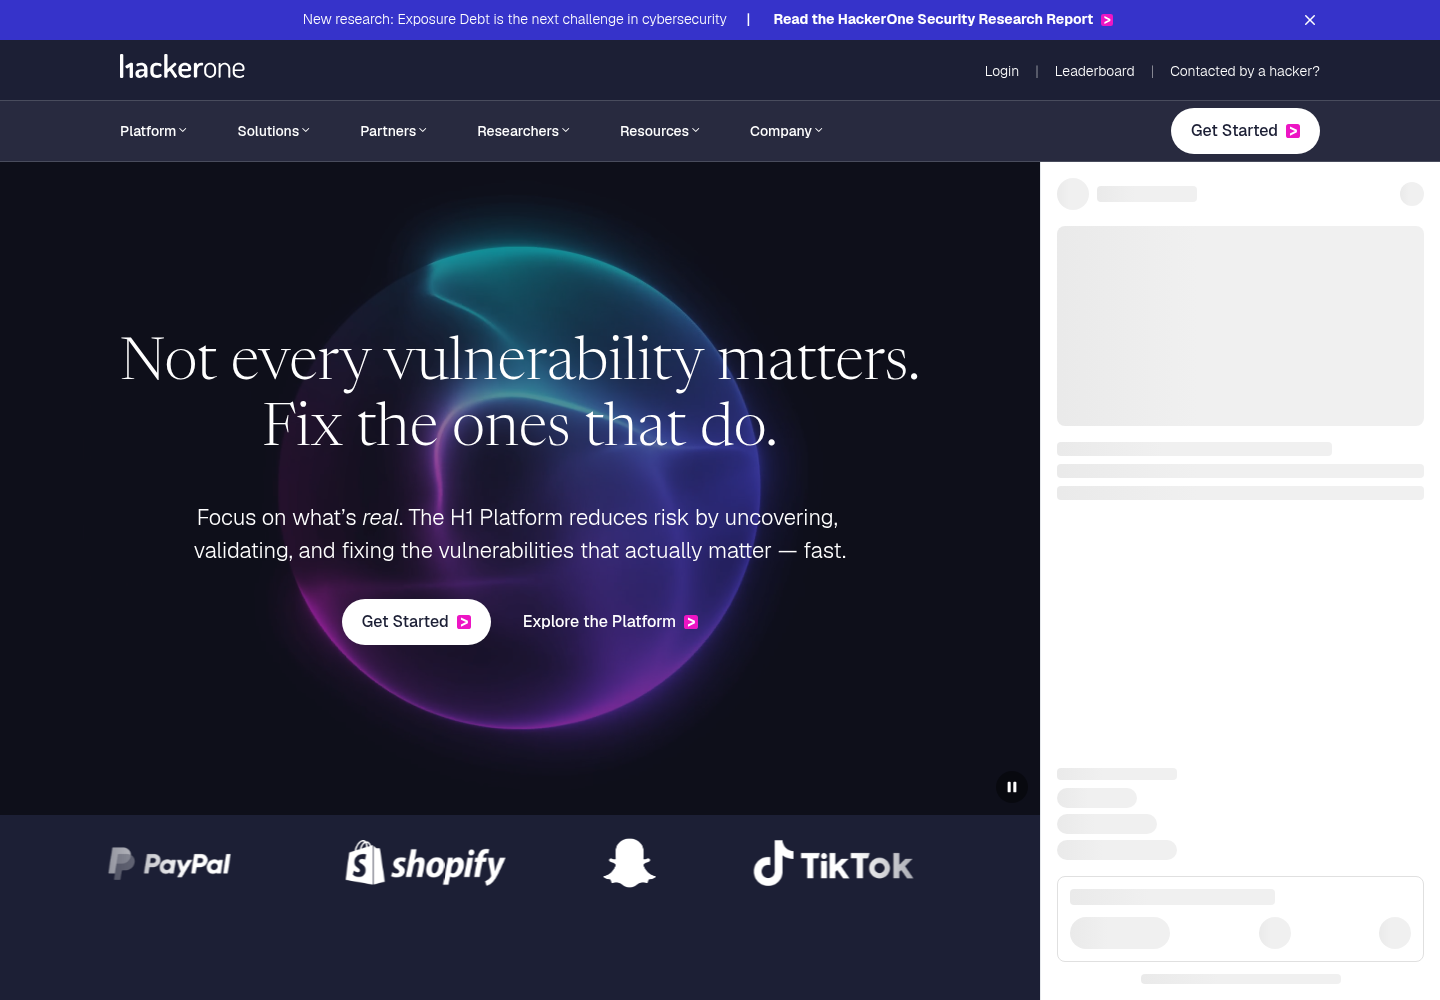 New research: Exposure Debt is the next challenge in cybersecurity | Read the HackerOne Security Research Report
hackerone
Login | Leaderboard | Contacted by a hacker?
Platform Solutions Partners Researchers Resources Company Get Started
Not every vulnerability matters.
Fix the ones that do.
Focus on what’s real. The H1 Platform reduces risk by uncovering,
validating, and fixing the vulnerabilities that actually matter — fast.
Get Started Explore the Platform
PayPal shopify TikTok